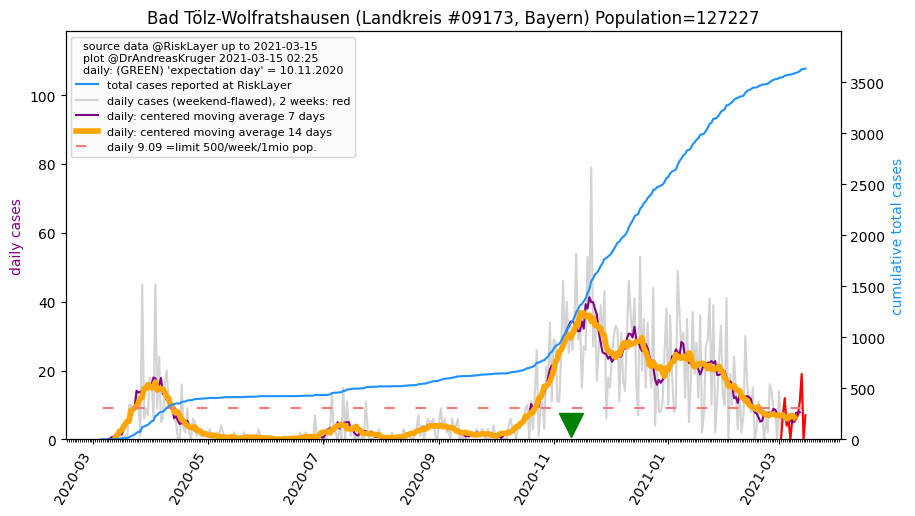 Bad Tölz-Wolfratshausen (Landkreis #09173, Bayern) Population=127227
source data @RiskLayer up to 2021-03-15
plot @DrAndreasKruger 2021-03-15 02:25
daily: (GREEN) 'expectation day' = 10.11.2020
total cases reported at RiskLayer
daily cases (weekend-flawed), 2 weeks: red
daily: centered moving average 7 days
daily: centered moving average 14 days
daily 9.09 =limit 500/week/1mio pop.
daily cases
100
80
60
40
20
0
cumulative total cases
3500
3000
2500
2000
1500
1000
500
0
2020-03
2020-05
2020-07
2020-09
2020-11
2021-01
2021-03